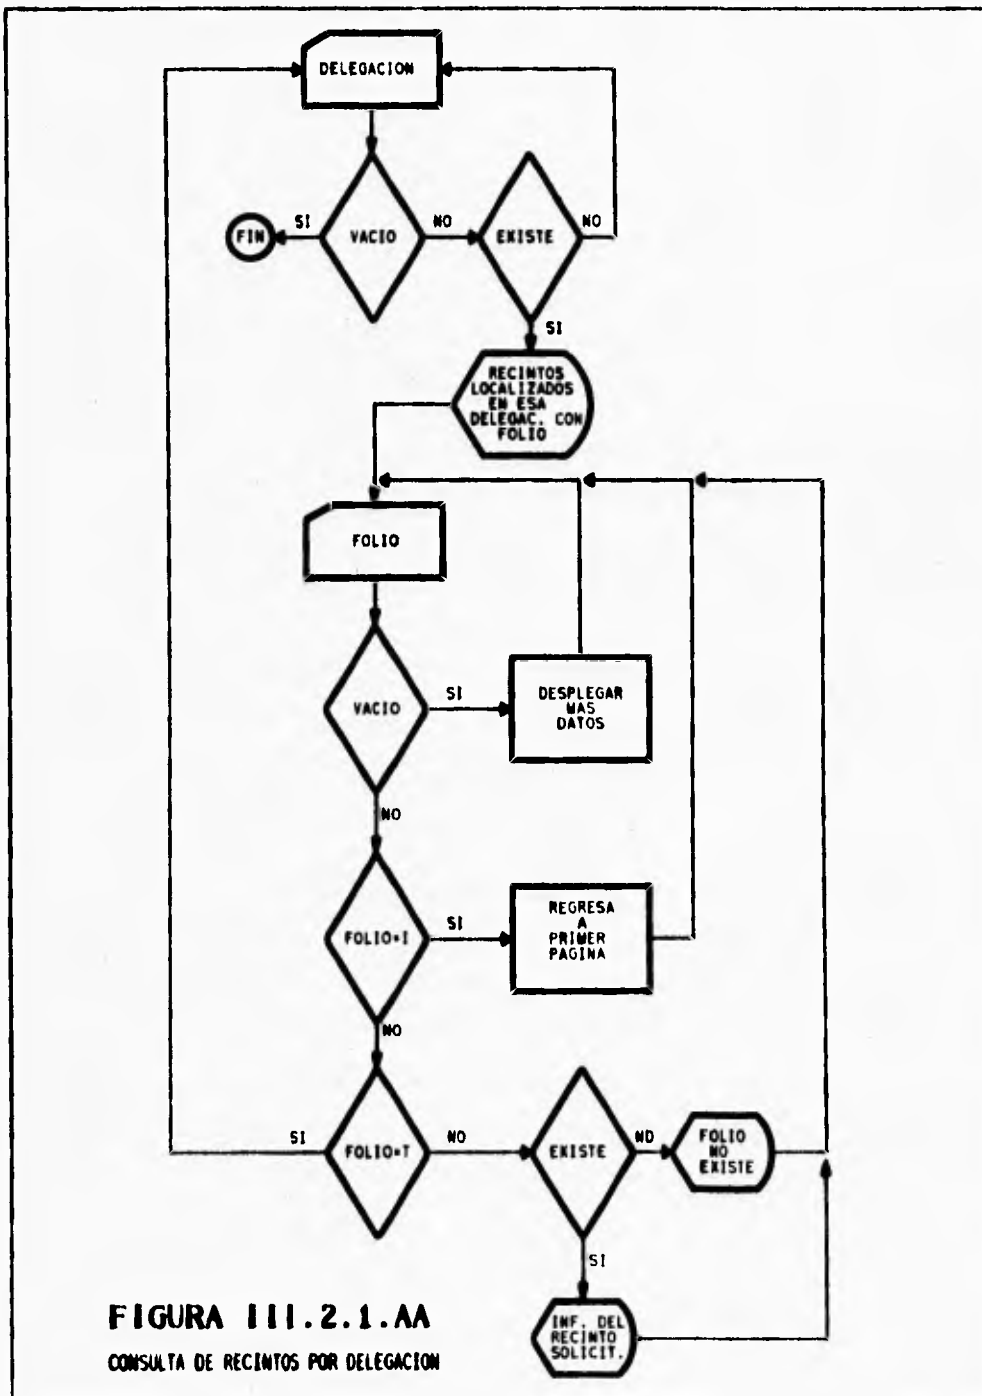 DELEGACION
SI
NO
NO
FIN
VACIO
EXISTE
SI
RECINTOS
LOCALIZADOS
EN ESA
DELEGAC. CON
FOLIO
FOLIO
VACIO
SI
DESPLEGAR
MAS
DATOS
NO
FOLIO=I
SI
REGRESA
A
PRIMER
PAGINA
NO
SI
FOLIO=T
NO
EXISTE
NO
FOLIO
NO
EXISTE
SI
INF. DEL
RECINTO
SOLICIT.
FIGURA III.2.1.AA
CONSULTA DE RECINTOS POR DELEGACION